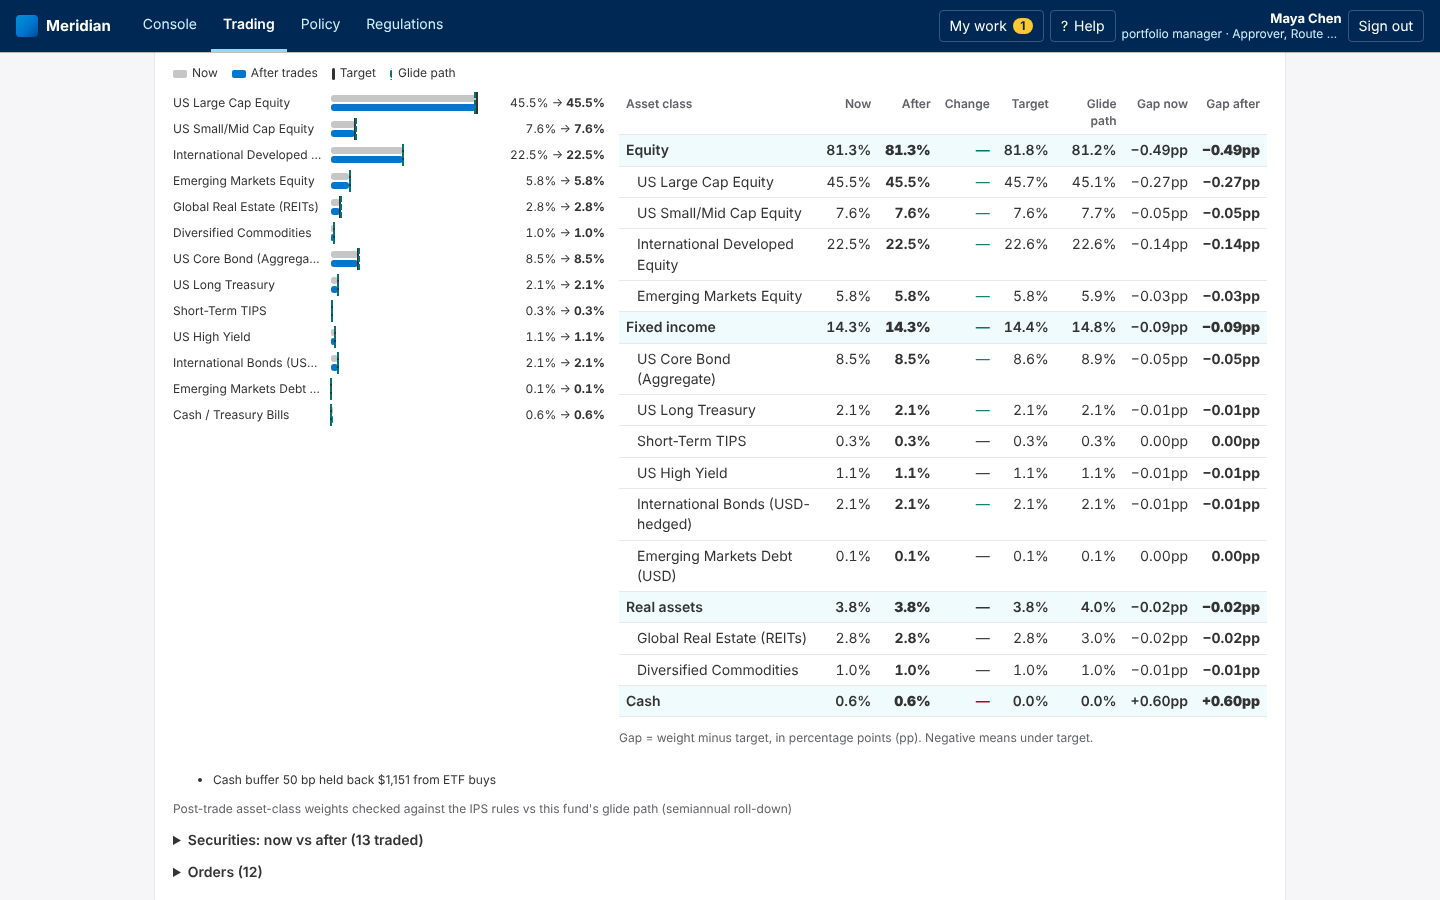 Meridian
Console
Trading
Policy
Regulations
My work 1
? Help
Maya Chen
portfolio manager · Approver, Route ...
Sign out
Now
After trades
Target
Glide path
US Large Cap Equity 45.5% → 45.5%
US Small/Mid Cap Equity 7.6% → 7.6%
International Developed ... 22.5% → 22.5%
Emerging Markets Equity 5.8% → 5.8%
Global Real Estate (REITs) 2.8% → 2.8%
Diversified Commodities 1.0% → 1.0%
US Core Bond (Aggrega... 8.5% → 8.5%
US Long Treasury 2.1% → 2.1%
Short-Term TIPS 0.3% → 0.3%
US High Yield 1.1% → 1.1%
International Bonds (US... 2.1% → 2.1%
Emerging Markets Debt ... 0.1% → 0.1%
Cash / Treasury Bills 0.6% → 0.6%
Asset class Now After Change Target Glide Gap now Gap after
path
Equity 81.3% 81.3% — 81.8% 81.2% −0.49pp −0.49pp
US Large Cap Equity 45.5% 45.5% — 45.7% 45.1% −0.27pp −0.27pp
US Small/Mid Cap Equity 7.6% 7.6% — 7.6% 7.7% −0.05pp −0.05pp
International Developed 22.5% 22.5% — 22.6% 22.6% −0.14pp −0.14pp
Equity
Emerging Markets Equity 5.8% 5.8% — 5.8% 5.9% −0.03pp −0.03pp
Fixed income 14.3% 14.3% — 14.4% 14.8% −0.09pp −0.09pp
US Core Bond 8.5% 8.5% — 8.6% 8.9% −0.05pp −0.05pp
(Aggregate)
US Long Treasury 2.1% 2.1% — 2.1% 2.1% −0.01pp −0.01pp
Short-Term TIPS 0.3% 0.3% — 0.3% 0.3% 0.00pp 0.00pp
US High Yield 1.1% 1.1% — 1.1% 1.1% −0.01pp −0.01pp
International Bonds (USD- 2.1% 2.1% — 2.1% 2.1% −0.01pp −0.01pp
hedged)
Emerging Markets Debt 0.1% 0.1% — 0.1% 0.1% 0.00pp 0.00pp
(USD)
Real assets 3.8% 3.8% — 3.8% 4.0% −0.02pp −0.02pp
Global Real Estate (REITs) 2.8% 2.8% — 2.8% 3.0% −0.02pp −0.02pp
Diversified Commodities 1.0% 1.0% — 1.0% 1.0% −0.01pp −0.01pp
Cash 0.6% 0.6% — 0.0% 0.0% +0.60pp +0.60pp
Gap = weight minus target, in percentage points (pp). Negative means under target.
• Cash buffer 50 bp held back $1,151 from ETF buys
Post-trade asset-class weights checked against the IPS rules vs this fund's glide path (semiannual roll-down)
▶ Securities: now vs after (13 traded)
▶ Orders (12)